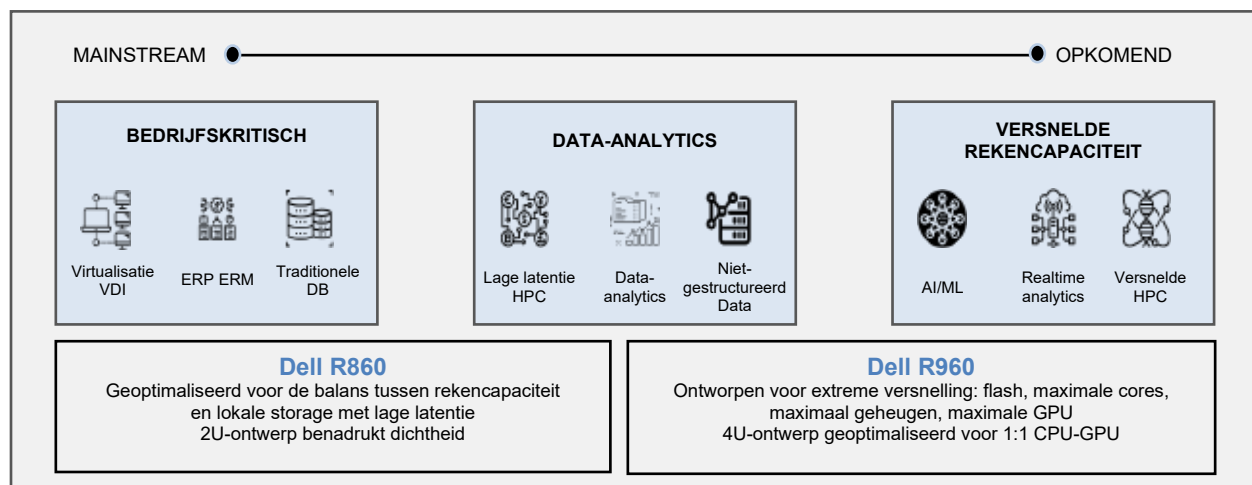 MAINSTREAM
OPKOMEND
BEDRIJFSKRITISCH
Virtualisatie
VDI
ERP ERM
Traditionele
DB
DATA-ANALYTICS
Lage latentie
HPC
Data-
analytics
Niet-
gestructureerd
Data
VERSNELDE
REKENCAPACITEIT
AI/ML
Realtime
analytics
Versnelde
HPC
Dell R860
Geoptimaliseerd voor de balans tussen rekencapaciteit
en lokale storage met lage latentie
2U-ontwerp benadrukt dichtheid
Dell R960
Ontworpen voor extreme versnelling: flash, maximale cores,
maximaal geheugen, maximale GPU
4U-ontwerp geoptimaliseerd voor 1:1 CPU-GPU